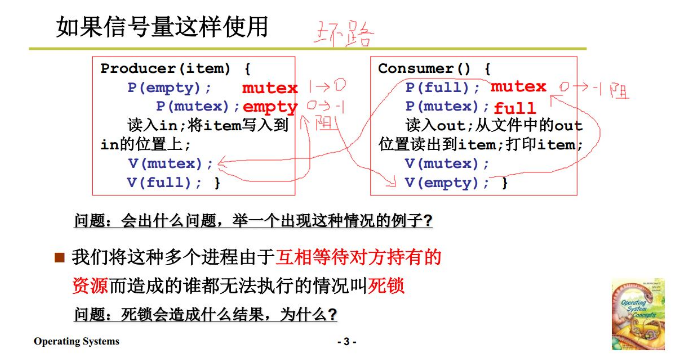 如果信号量这样使用 环路
Producer(item) {
P(empty); mutex 1→0
P(mutex); empty 0→-1
读入in;将item写入到 阻
in的位置上;
V(mutex);
V(full); }
Consumer() {
P(full); mutex 0→-1 阻
P(mutex); full
读入out;从文件中的out
位置读出到item;打印item;
V(mutex);
V(empty); }
问题：会出什么问题，举一个出现这种情况的例子?
■ 我们将这种多个进程由于互相等待对方持有的
资源而造成的谁都无法执行的情况叫死锁
问题：死锁会造成什么结果，为什么?
Operating
System
Concepts
Operating Systems - 3 -